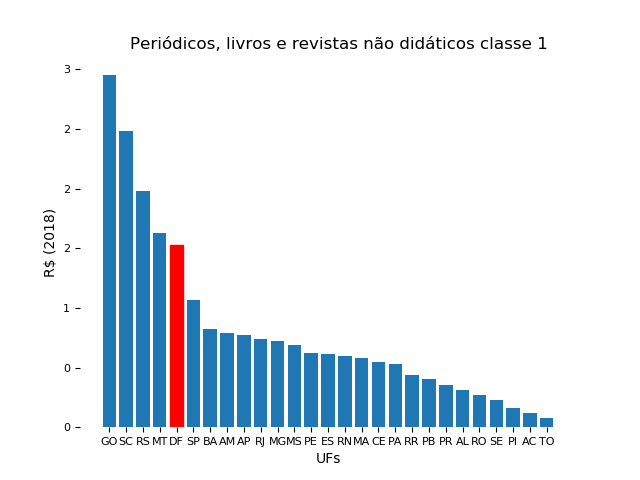 Periódicos, livros e revistas não didáticos classe 1
R$ (2018)
3
2
2
2
1
0
0
GO SC RS MT DF SP BA AM AP RJ MG MS PE ES RN MA CE PA RR PB PR AL RO SE PI AC TO
UFs